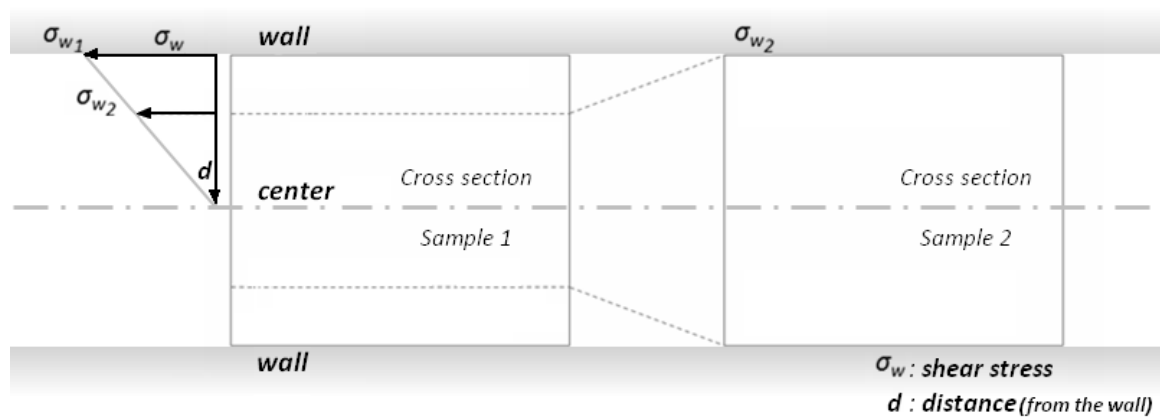 σw1 σw wall σw2
σw2
d
center Cross section Cross section
Sample 1 Sample 2
wall
σw : shear stress
d : distance (from the wall)